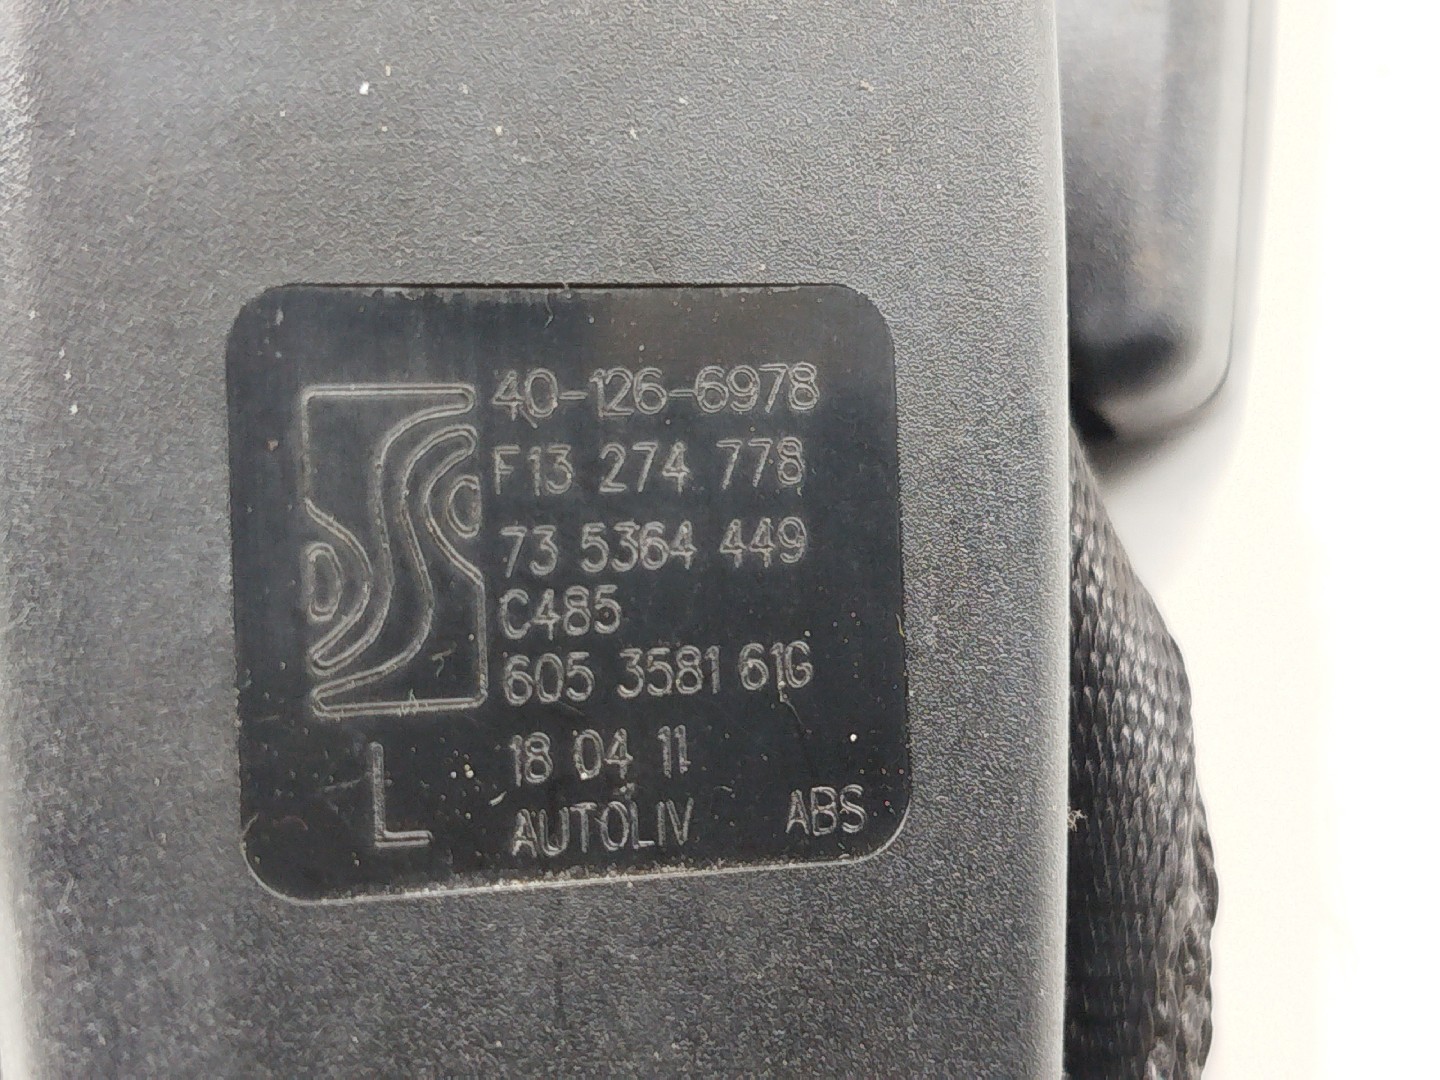 40-126-6978
F13 274 778
73 5364 449
C485
605 3581 61G
18 04 11
L
AUTOLIV ABS